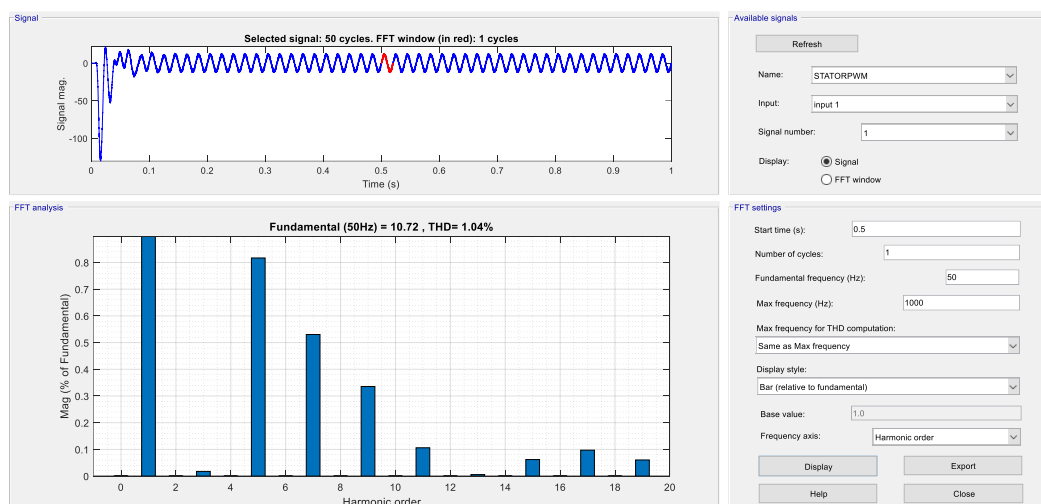 Signal
Selected signal: 50 cycles. FFT window (in red): 1 cycles
Signal mag.
0
-50
-100
0 0.1 0.2 0.3 0.4 0.5 0.6 0.7 0.8 0.9 1
Time (s)
FFT analysis
Fundamental (50Hz) = 10.72 , THD= 1.04%
Mag (% of Fundamental)
0.8
0.7
0.6
0.5
0.4
0.3
0.2
0.1
0
0 2 4 6 8 10 12 14 16 18 20
Harmonic order
Available signals
Refresh
Name: STATORPWM
Input: input 1
Signal number: 1
Display: Signal
FFT window
FFT settings
Start time (s): 0.5
Number of cycles: 1
Fundamental frequency (Hz): 50
Max frequency (Hz): 1000
Max frequency for THD computation:
Same as Max frequency
Display style:
Bar (relative to fundamental)
Base value: 1.0
Frequency axis: Harmonic order
Display Export
Help Close